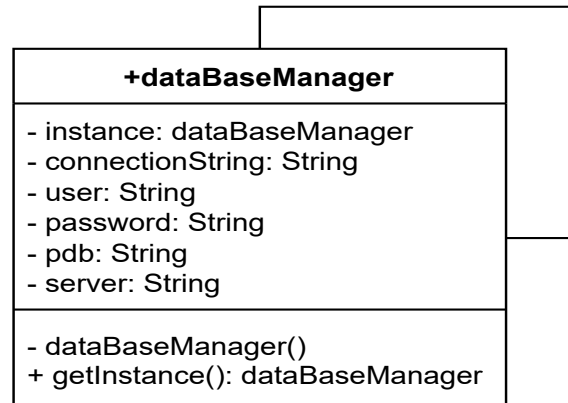 +dataBaseManager
- instance: dataBaseManager
- connectionString: String
- user: String
- password: String
- pdb: String
- server: String
- dataBaseManager()
+ getInstance(): dataBaseManager